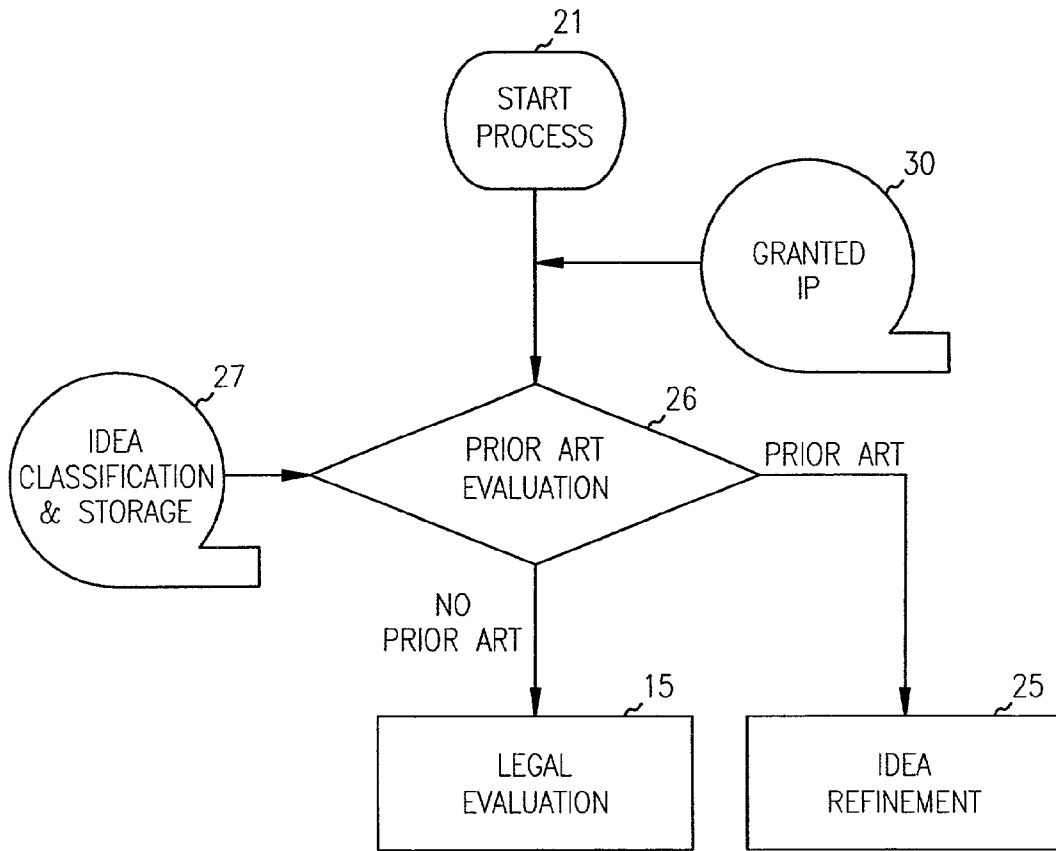 21
START
PROCESS
30
GRANTED
IP
27
IDEA
CLASSIFICATION
& STORAGE
26
PRIOR ART
EVALUATION
PRIOR ART
NO
PRIOR ART
15
LEGAL
EVALUATION
25
IDEA
REFINEMENT